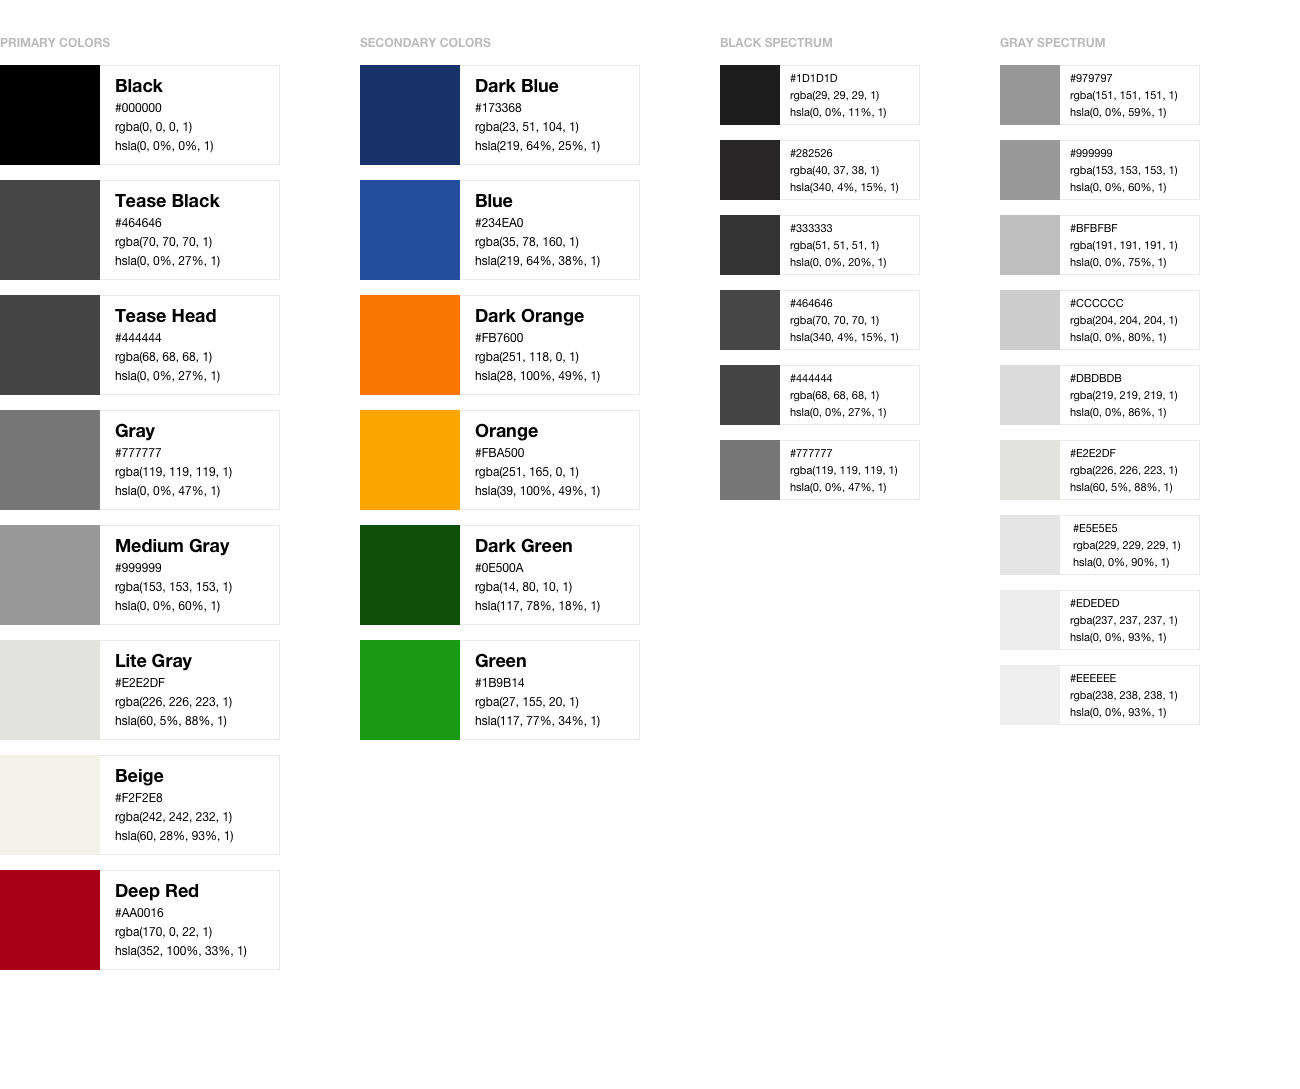 PRIMARY COLORS
Black
#000000
rgba(0, 0, 0, 1)
hsla(0, 0%, 0%, 1)
Tease Black
#464646
rgba(70, 70, 70, 1)
hsla(0, 0%, 27%, 1)
Tease Head
#444444
rgba(68, 68, 68, 1)
hsla(0, 0%, 27%, 1)
Gray
#777777
rgba(119, 119, 119, 1)
hsla(0, 0%, 47%, 1)
Medium Gray
#999999
rgba(153, 153, 153, 1)
hsla(0, 0%, 60%, 1)
Lite Gray
#E2E2DF
rgba(226, 226, 223, 1)
hsla(60, 5%, 88%, 1)
Beige
#F2F2E8
rgba(242, 242, 232, 1)
hsla(60, 28%, 93%, 1)
Deep Red
#AA0016
rgba(170, 0, 22, 1)
hsla(352, 100%, 33%, 1)
SECONDARY COLORS
Dark Blue
#173368
rgba(23, 51, 104, 1)
hsla(219, 64%, 25%, 1)
Blue
#234EA0
rgba(35, 78, 160, 1)
hsla(219, 64%, 38%, 1)
Dark Orange
#FB7600
rgba(251, 118, 0, 1)
hsla(28, 100%, 49%, 1)
Orange
#FBA500
rgba(251, 165, 0, 1)
hsla(39, 100%, 49%, 1)
Dark Green
#0E500A
rgba(14, 80, 10, 1)
hsla(117, 78%, 18%, 1)
Green
#1B9B14
rgba(27, 155, 20, 1)
hsla(117, 77%, 34%, 1)
BLACK SPECTRUM
#1D1D1D
rgba(29, 29, 29, 1)
hsla(0, 0%, 11%, 1)
#282526
rgba(40, 37, 38, 1)
hsla(340, 4%, 15%, 1)
#333333
rgba(51, 51, 51, 1)
hsla(0, 0%, 20%, 1)
#464646
rgba(70, 70, 70, 1)
hsla(340, 4%, 15%, 1)
#444444
rgba(68, 68, 68, 1)
hsla(0, 0%, 27%, 1)
#777777
rgba(119, 119, 119, 1)
hsla(0, 0%, 47%, 1)
GRAY SPECTRUM
#979797
rgba(151, 151, 151, 1)
hsla(0, 0%, 59%, 1)
#999999
rgba(153, 153, 153, 1)
hsla(0, 0%, 60%, 1)
#BFBFBF
rgba(191, 191, 191, 1)
hsla(0, 0%, 75%, 1)
#CCCCCC
rgba(204, 204, 204, 1)
hsla(0, 0%, 80%, 1)
#DBDBDB
rgba(219, 219, 219, 1)
hsla(0, 0%, 86%, 1)
#E2E2DF
rgba(226, 226, 223, 1)
hsla(60, 5%, 88%, 1)
#E5E5E5
rgba(229, 229, 229, 1)
hsla(0, 0%, 90%, 1)
#EDEDED
rgba(237, 237, 237, 1)
hsla(0, 0%, 93%, 1)
#EEEEEE
rgba(238, 238, 238, 1)
hsla(0, 0%, 93%, 1)